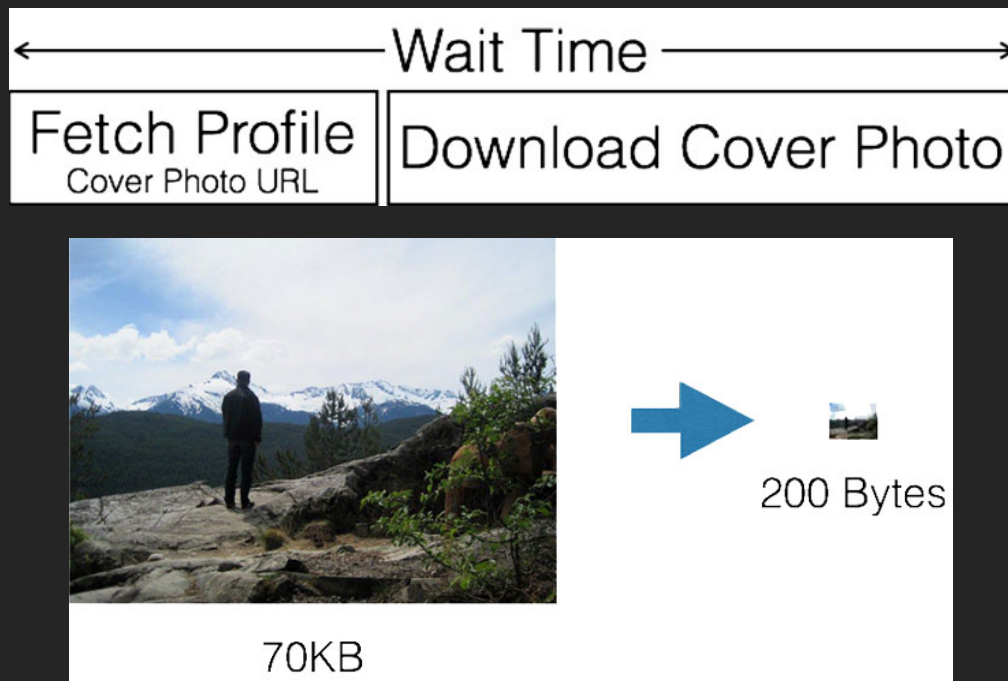 Wait Time
Fetch Profile
Cover Photo URL
Download Cover Photo
200 Bytes
70KB